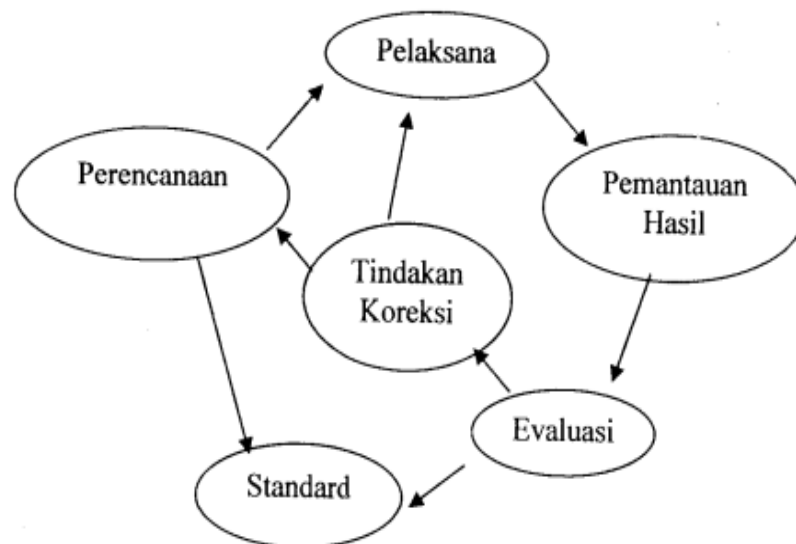 Pelaksana
Perencanaan
Pemantauan
Hasil
Tindakan
Koreksi
Evaluasi
Standard